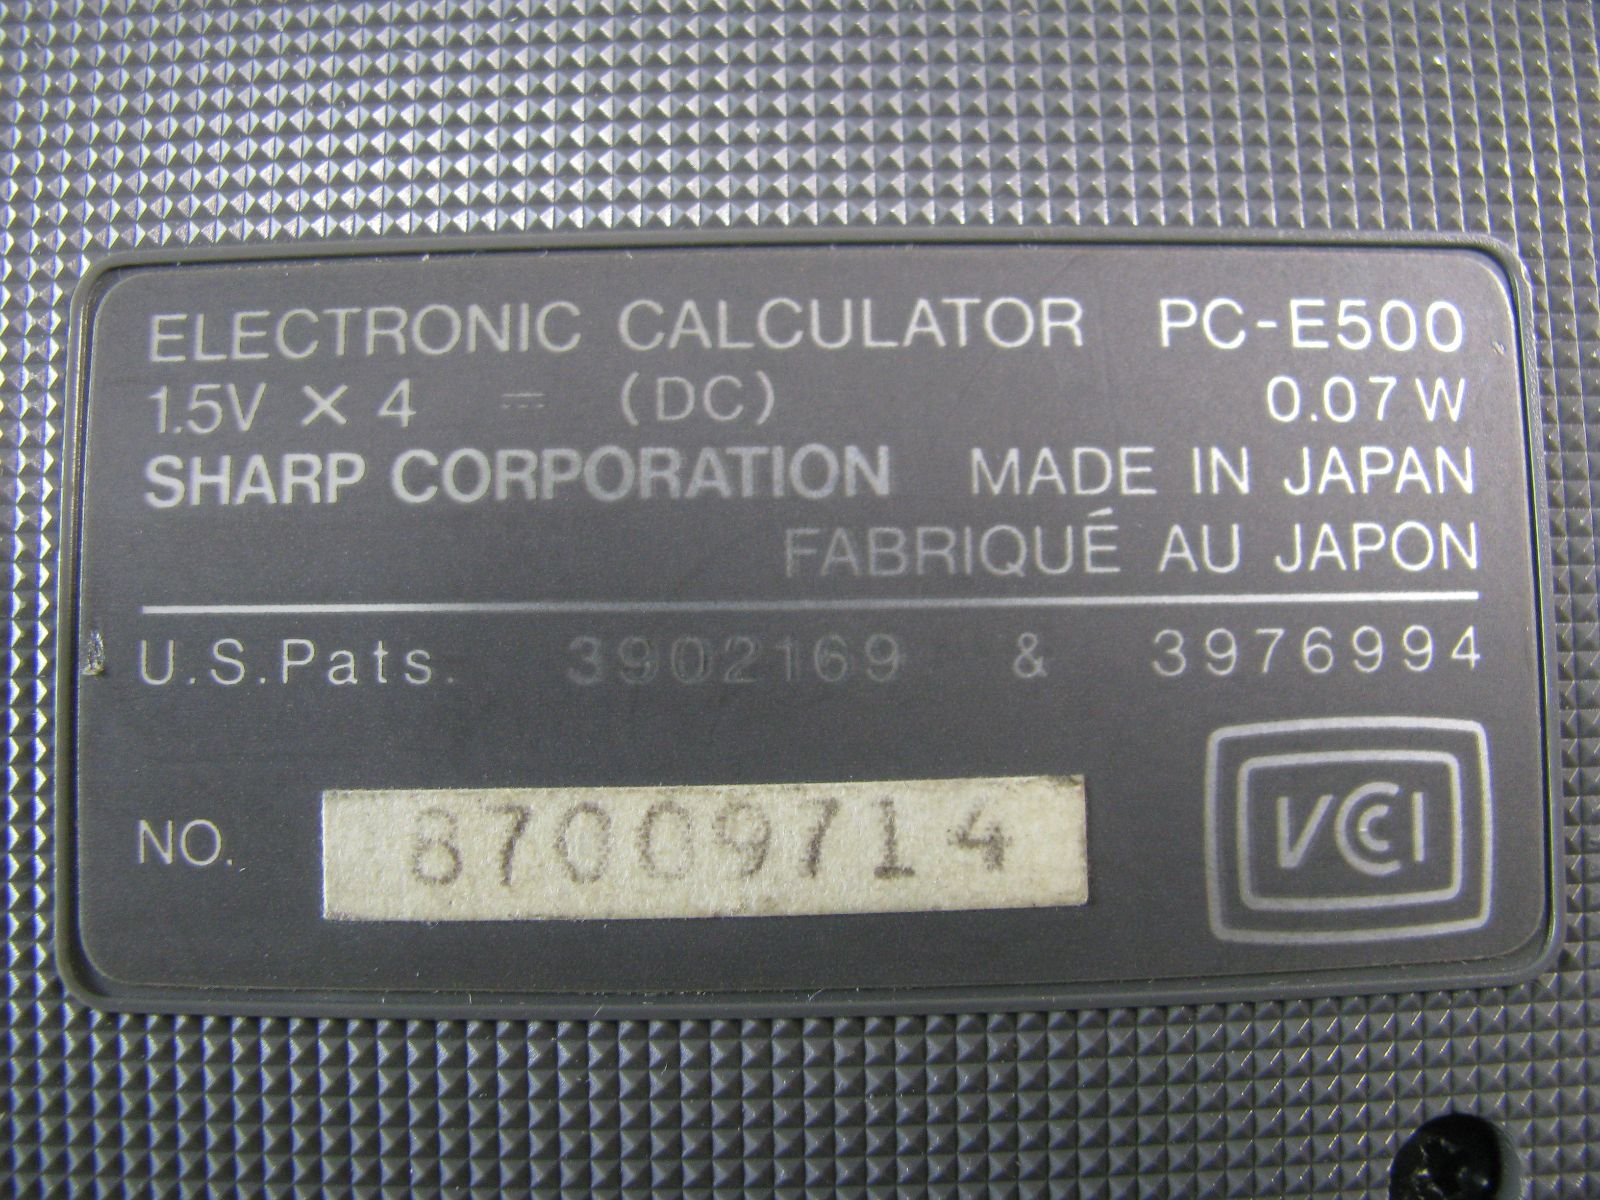 ELECTRONIC CALCULATOR PC-E500
1.5V × 4 ⎓ (DC) 0.07W
SHARP CORPORATION MADE IN JAPAN
FABRIQUÉ AU JAPON
U.S.Pats. 3902169 & 3976994
NO. 87009714
VCCI